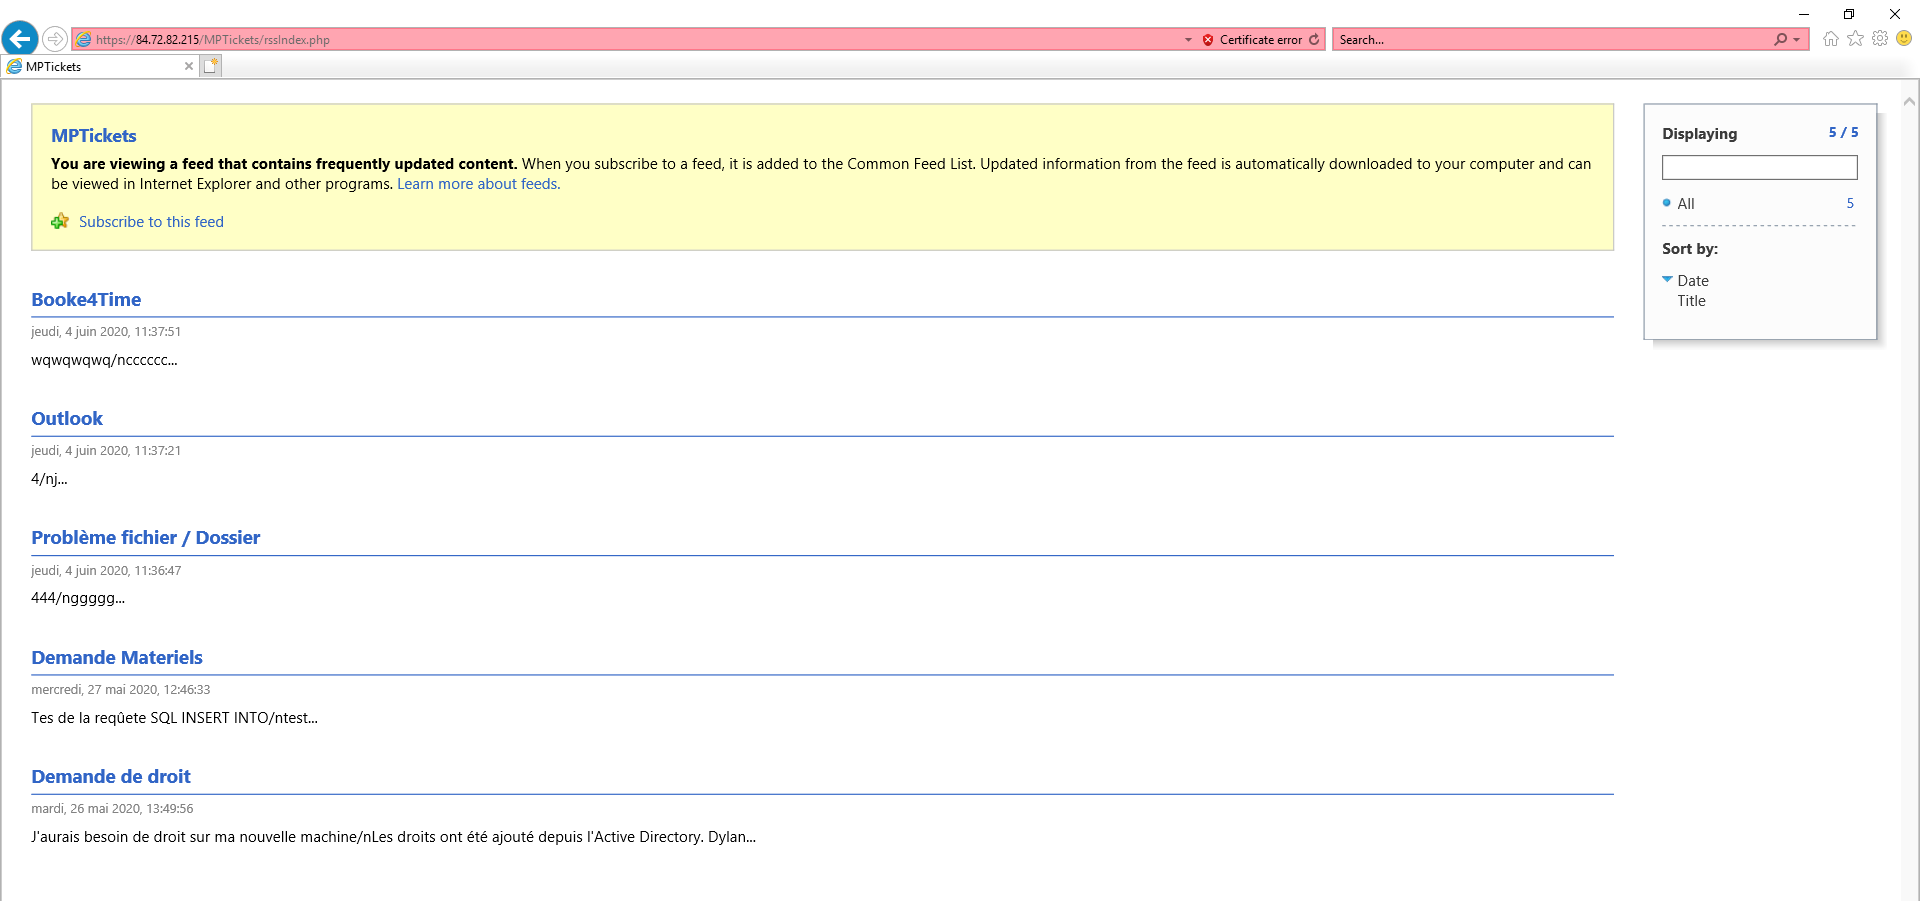 https://84.72.82.215/MPTickets/rssIndex.php
Certificate error
Search...
MPTickets
MPTickets
You are viewing a feed that contains frequently updated content. When you subscribe to a feed, it is added to the Common Feed List. Updated information from the feed is automatically downloaded to your computer and can
be viewed in Internet Explorer and other programs. Learn more about feeds.
Subscribe to this feed
Displaying 5 / 5
All 5
Sort by:
Date
Title
Booke4Time
jeudi, 4 juin 2020, 11:37:51
wqwqwqwq/ncccccc...
Outlook
jeudi, 4 juin 2020, 11:37:21
4/nj...
Problème fichier / Dossier
jeudi, 4 juin 2020, 11:36:47
444/nggggg...
Demande Materiels
mercredi, 27 mai 2020, 12:46:33
Tes de la reqûete SQL INSERT INTO/ntest...
Demande de droit
mardi, 26 mai 2020, 13:49:56
J'aurais besoin de droit sur ma nouvelle machine/nLes droits ont été ajouté depuis l'Active Directory. Dylan...